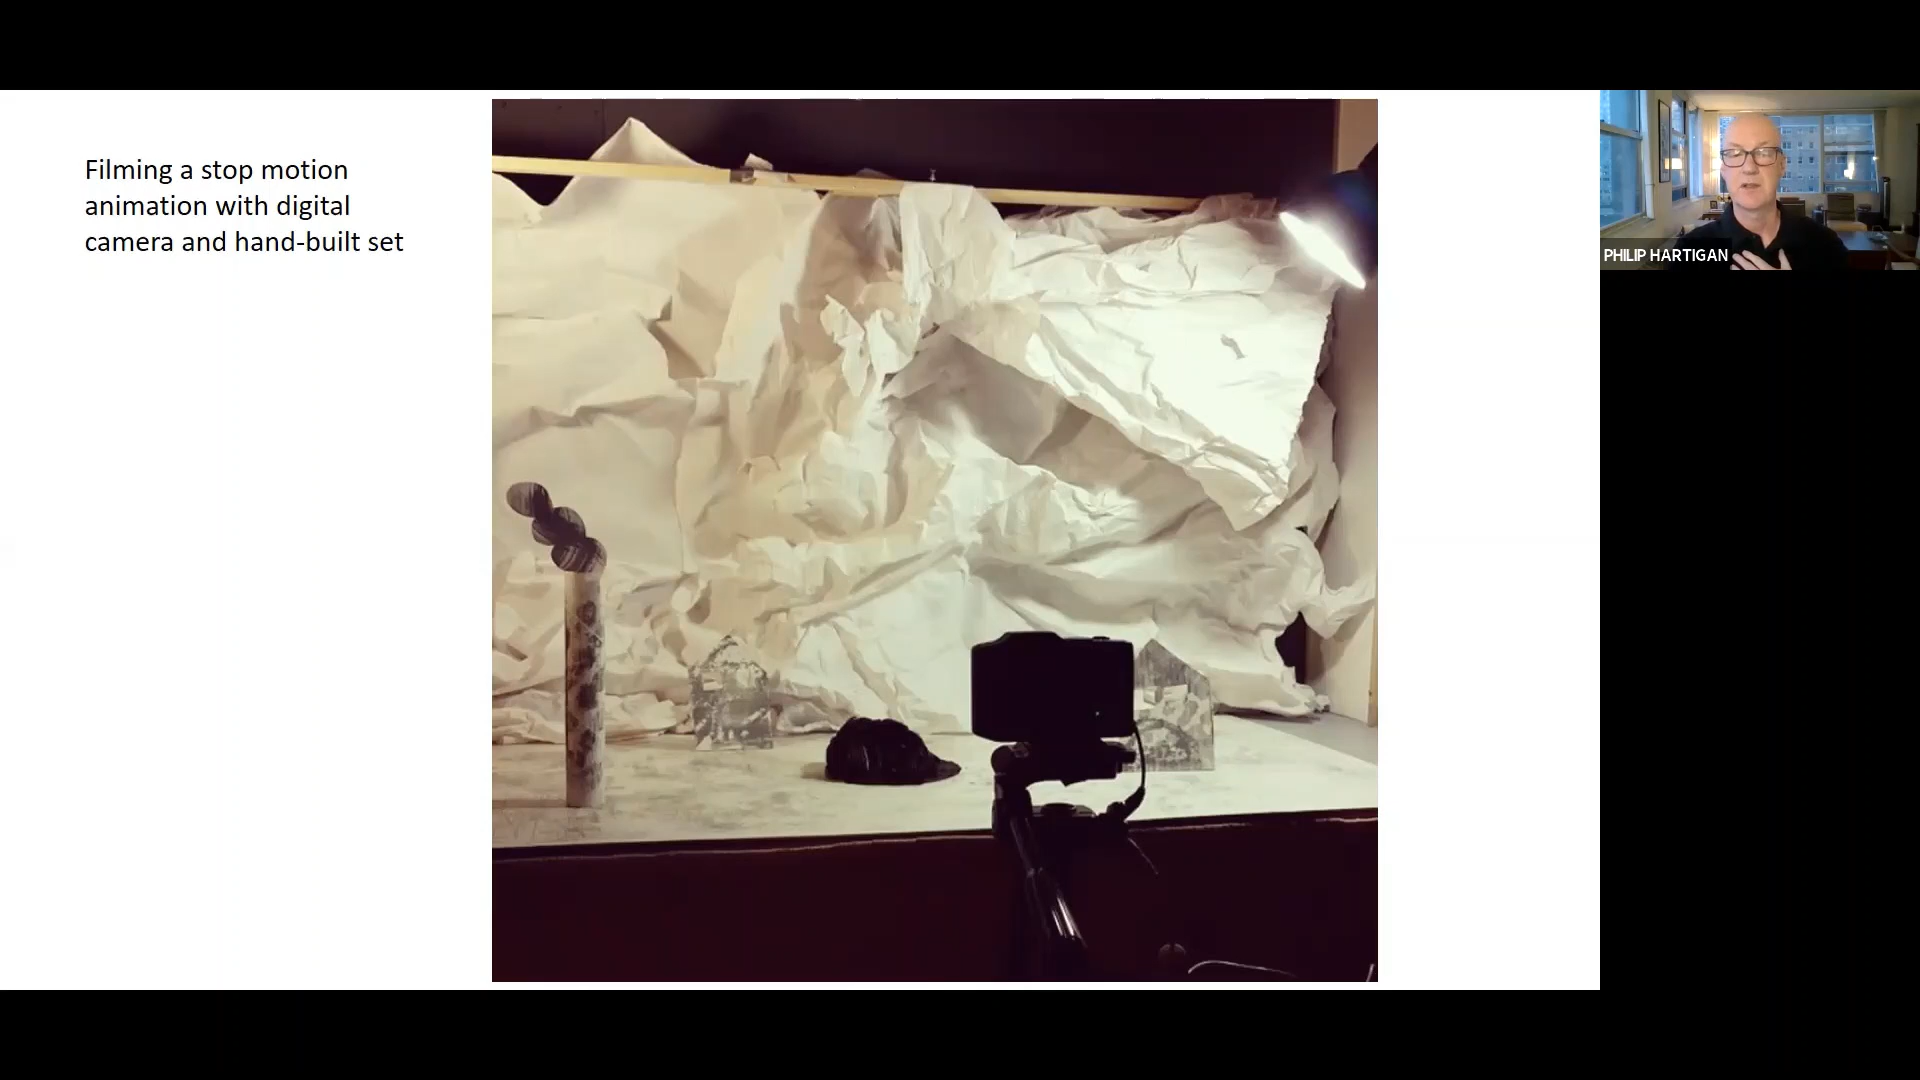 Filming a stop motion
animation with digital
camera and hand-built set
PHILIP HARTIGAN